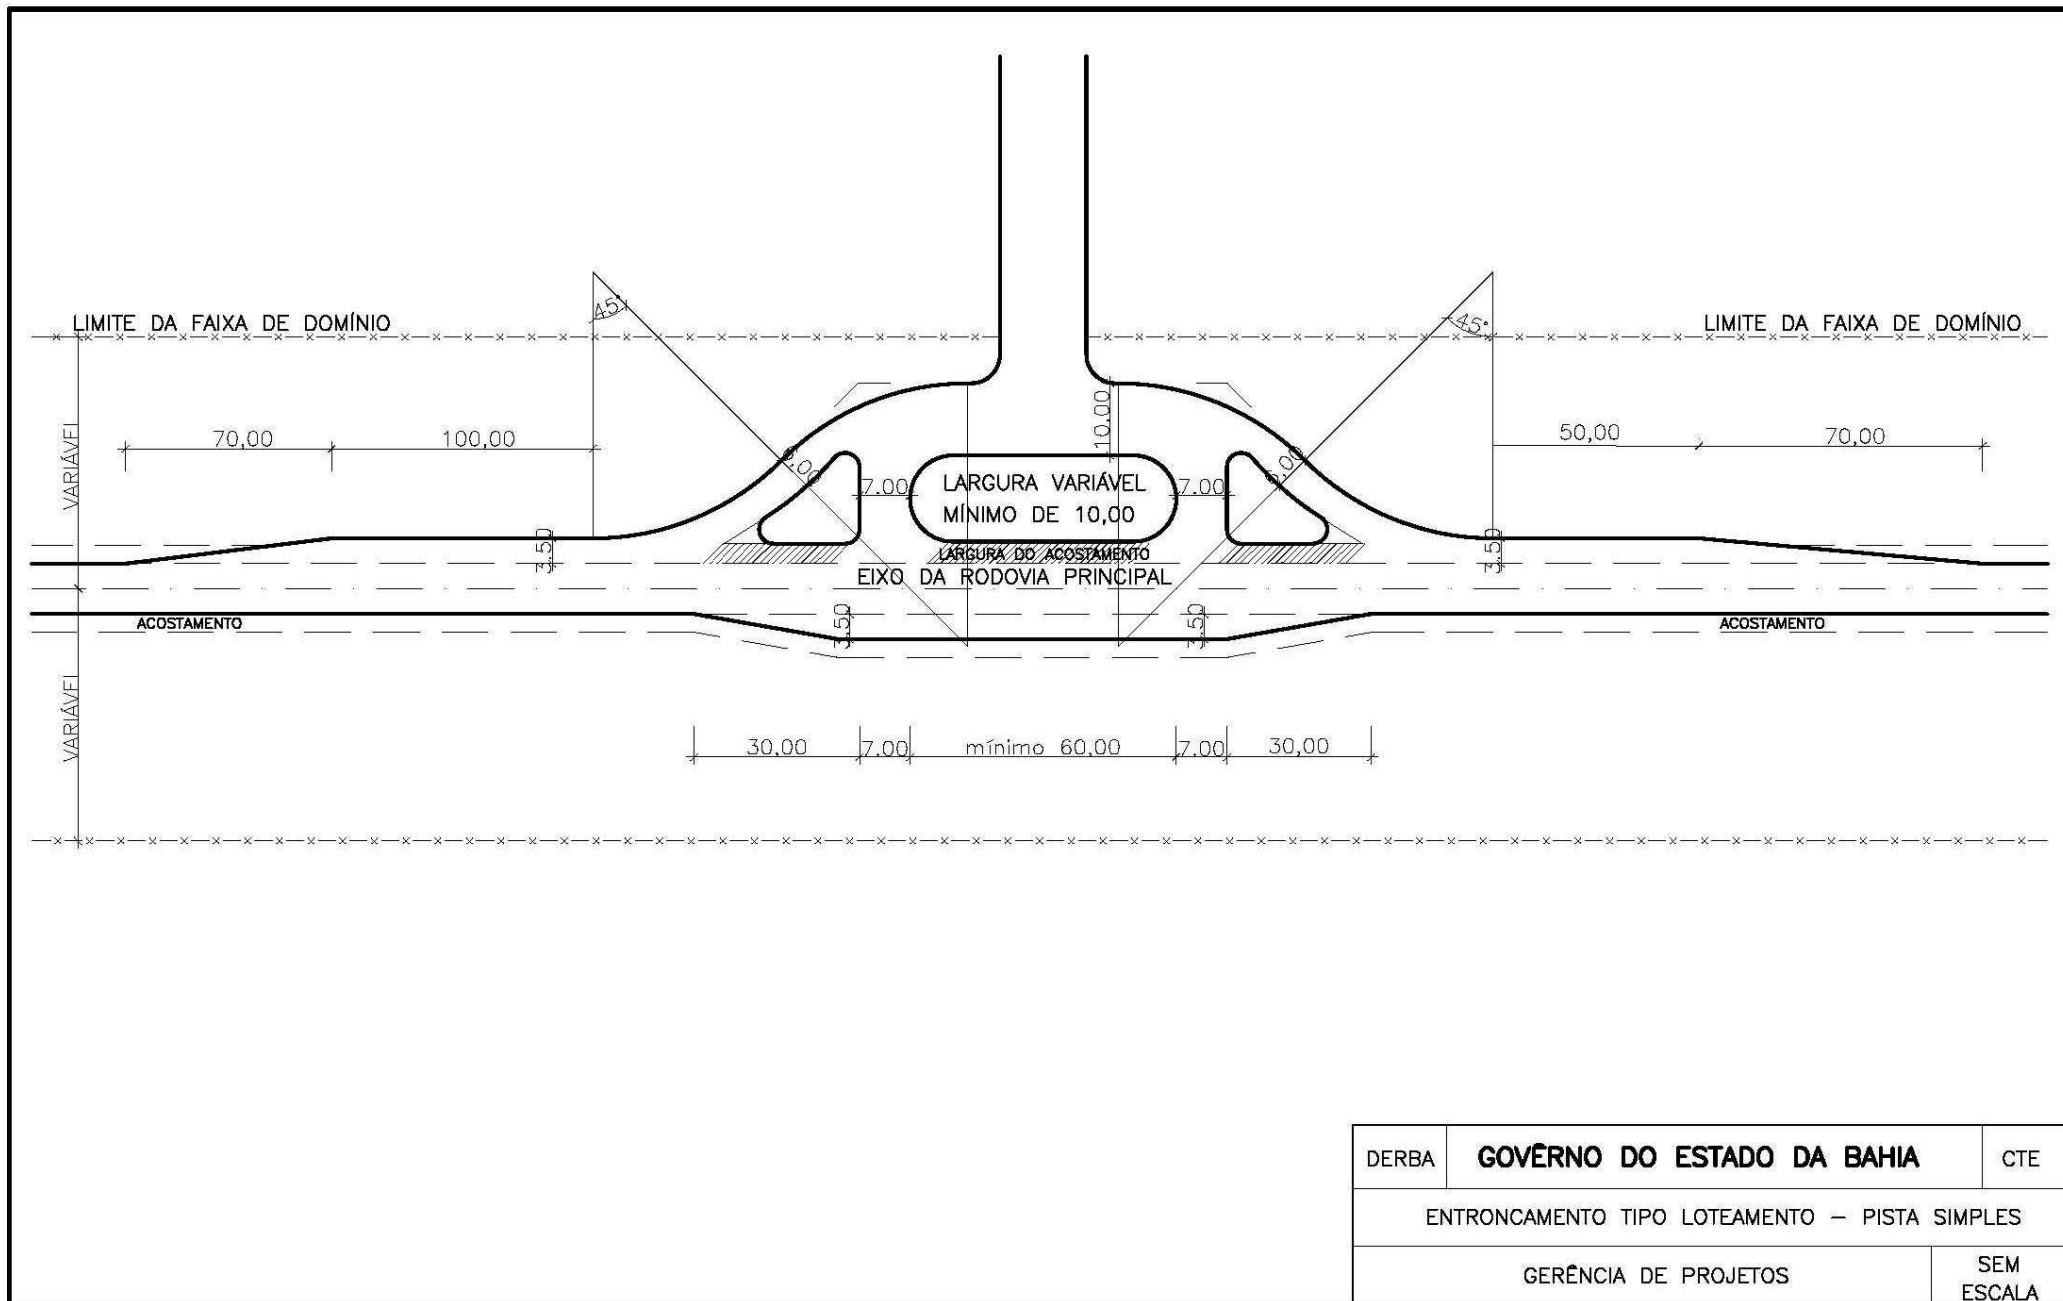 LIMITE DA FAIXA DE DOMÍNIO
LIMITE DA FAIXA DE DOMÍNIO
45°
45°
VARIÁVEL
70,00
100,00
10.00
50,00
70,00
7.00
LARGURA VARIÁVEL
MÍNIMO DE 10,00
7.00
3.50
LARGURA DO ACOSTAMENTO
EIXO DA RODOVIA PRINCIPAL
3.50
ACOSTAMENTO
3.50
3.50
ACOSTAMENTO
VARIÁVEL
30,00
7.00
mínimo 60,00
7.00
30,00
DERBA
GOVÊRNO DO ESTADO DA BAHIA
CTE
ENTRONCAMENTO TIPO LOTEAMENTO – PISTA SIMPLES
GERÊNCIA DE PROJETOS
SEM
ESCALA